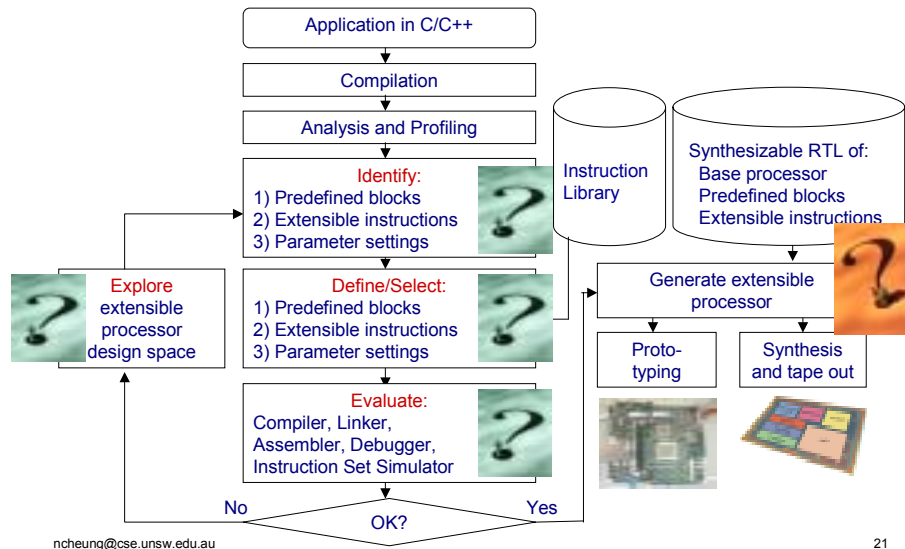 Application in C/C++
Compilation
Analysis and Profiling
Identify:
1) Predefined blocks
2) Extensible instructions
3) Parameter settings
Instruction
Library
Synthesizable RTL of:
Base processor
Predefined blocks
Extensible instructions
Explore
extensible
processor
design space
Define/Select:
1) Predefined blocks
2) Extensible instructions
3) Parameter settings
Generate extensible
processor
Proto-
typing
Synthesis
and tape out
Evaluate:
Compiler, Linker,
Assembler, Debugger,
Instruction Set Simulator
No
OK?
Yes
ncheung@cse.unsw.edu.au
21